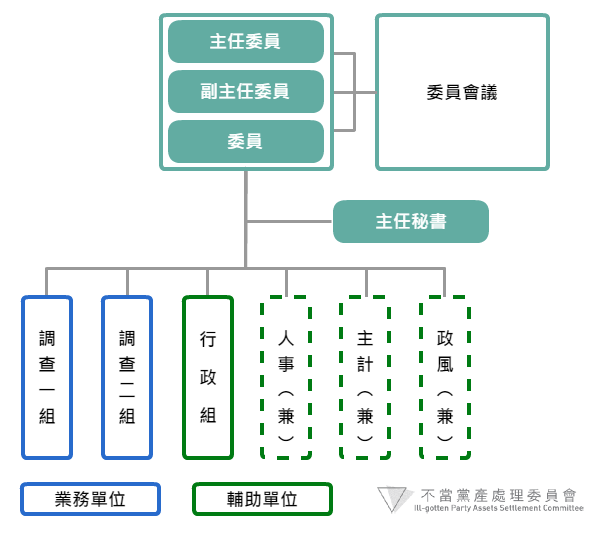 主任委員
副主任委員
委員
委員會議
主任秘書
調查一組
調查二組
行政組
人事（兼）
主計（兼）
政風（兼）
業務單位
輔助單位
不當黨產處理委員會
Ill-gotten Party Assets Settlement Committee